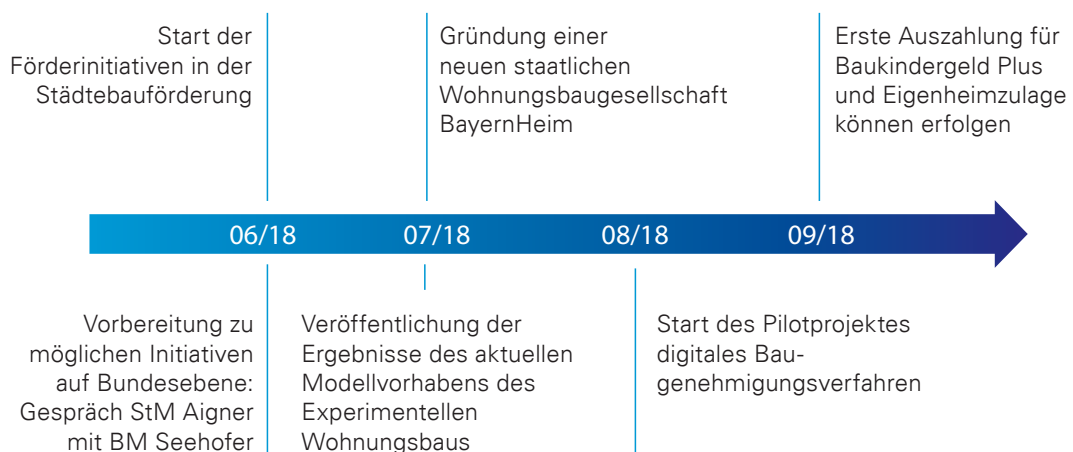 Start der
Förderinitiativen in der
Städtebauförderung
Gründung einer
neuen staatlichen
Wohnungsbaugesellschaft
BayernHeim
Erste Auszahlung für
Baukindergeld Plus
und Eigenheimzulage
können erfolgen
06/18 07/18 08/18 09/18
Vorbereitung zu
möglichen Initiativen
auf Bundesebene:
Gespräch StM Aigner
mit BM Seehofer
Veröffentlichung der
Ergebnisse des aktuellen
Modellvorhabens des
Experimentellen
Wohnungsbaus
Start des Pilotprojektes
digitales Bau-
genehmigungsverfahren